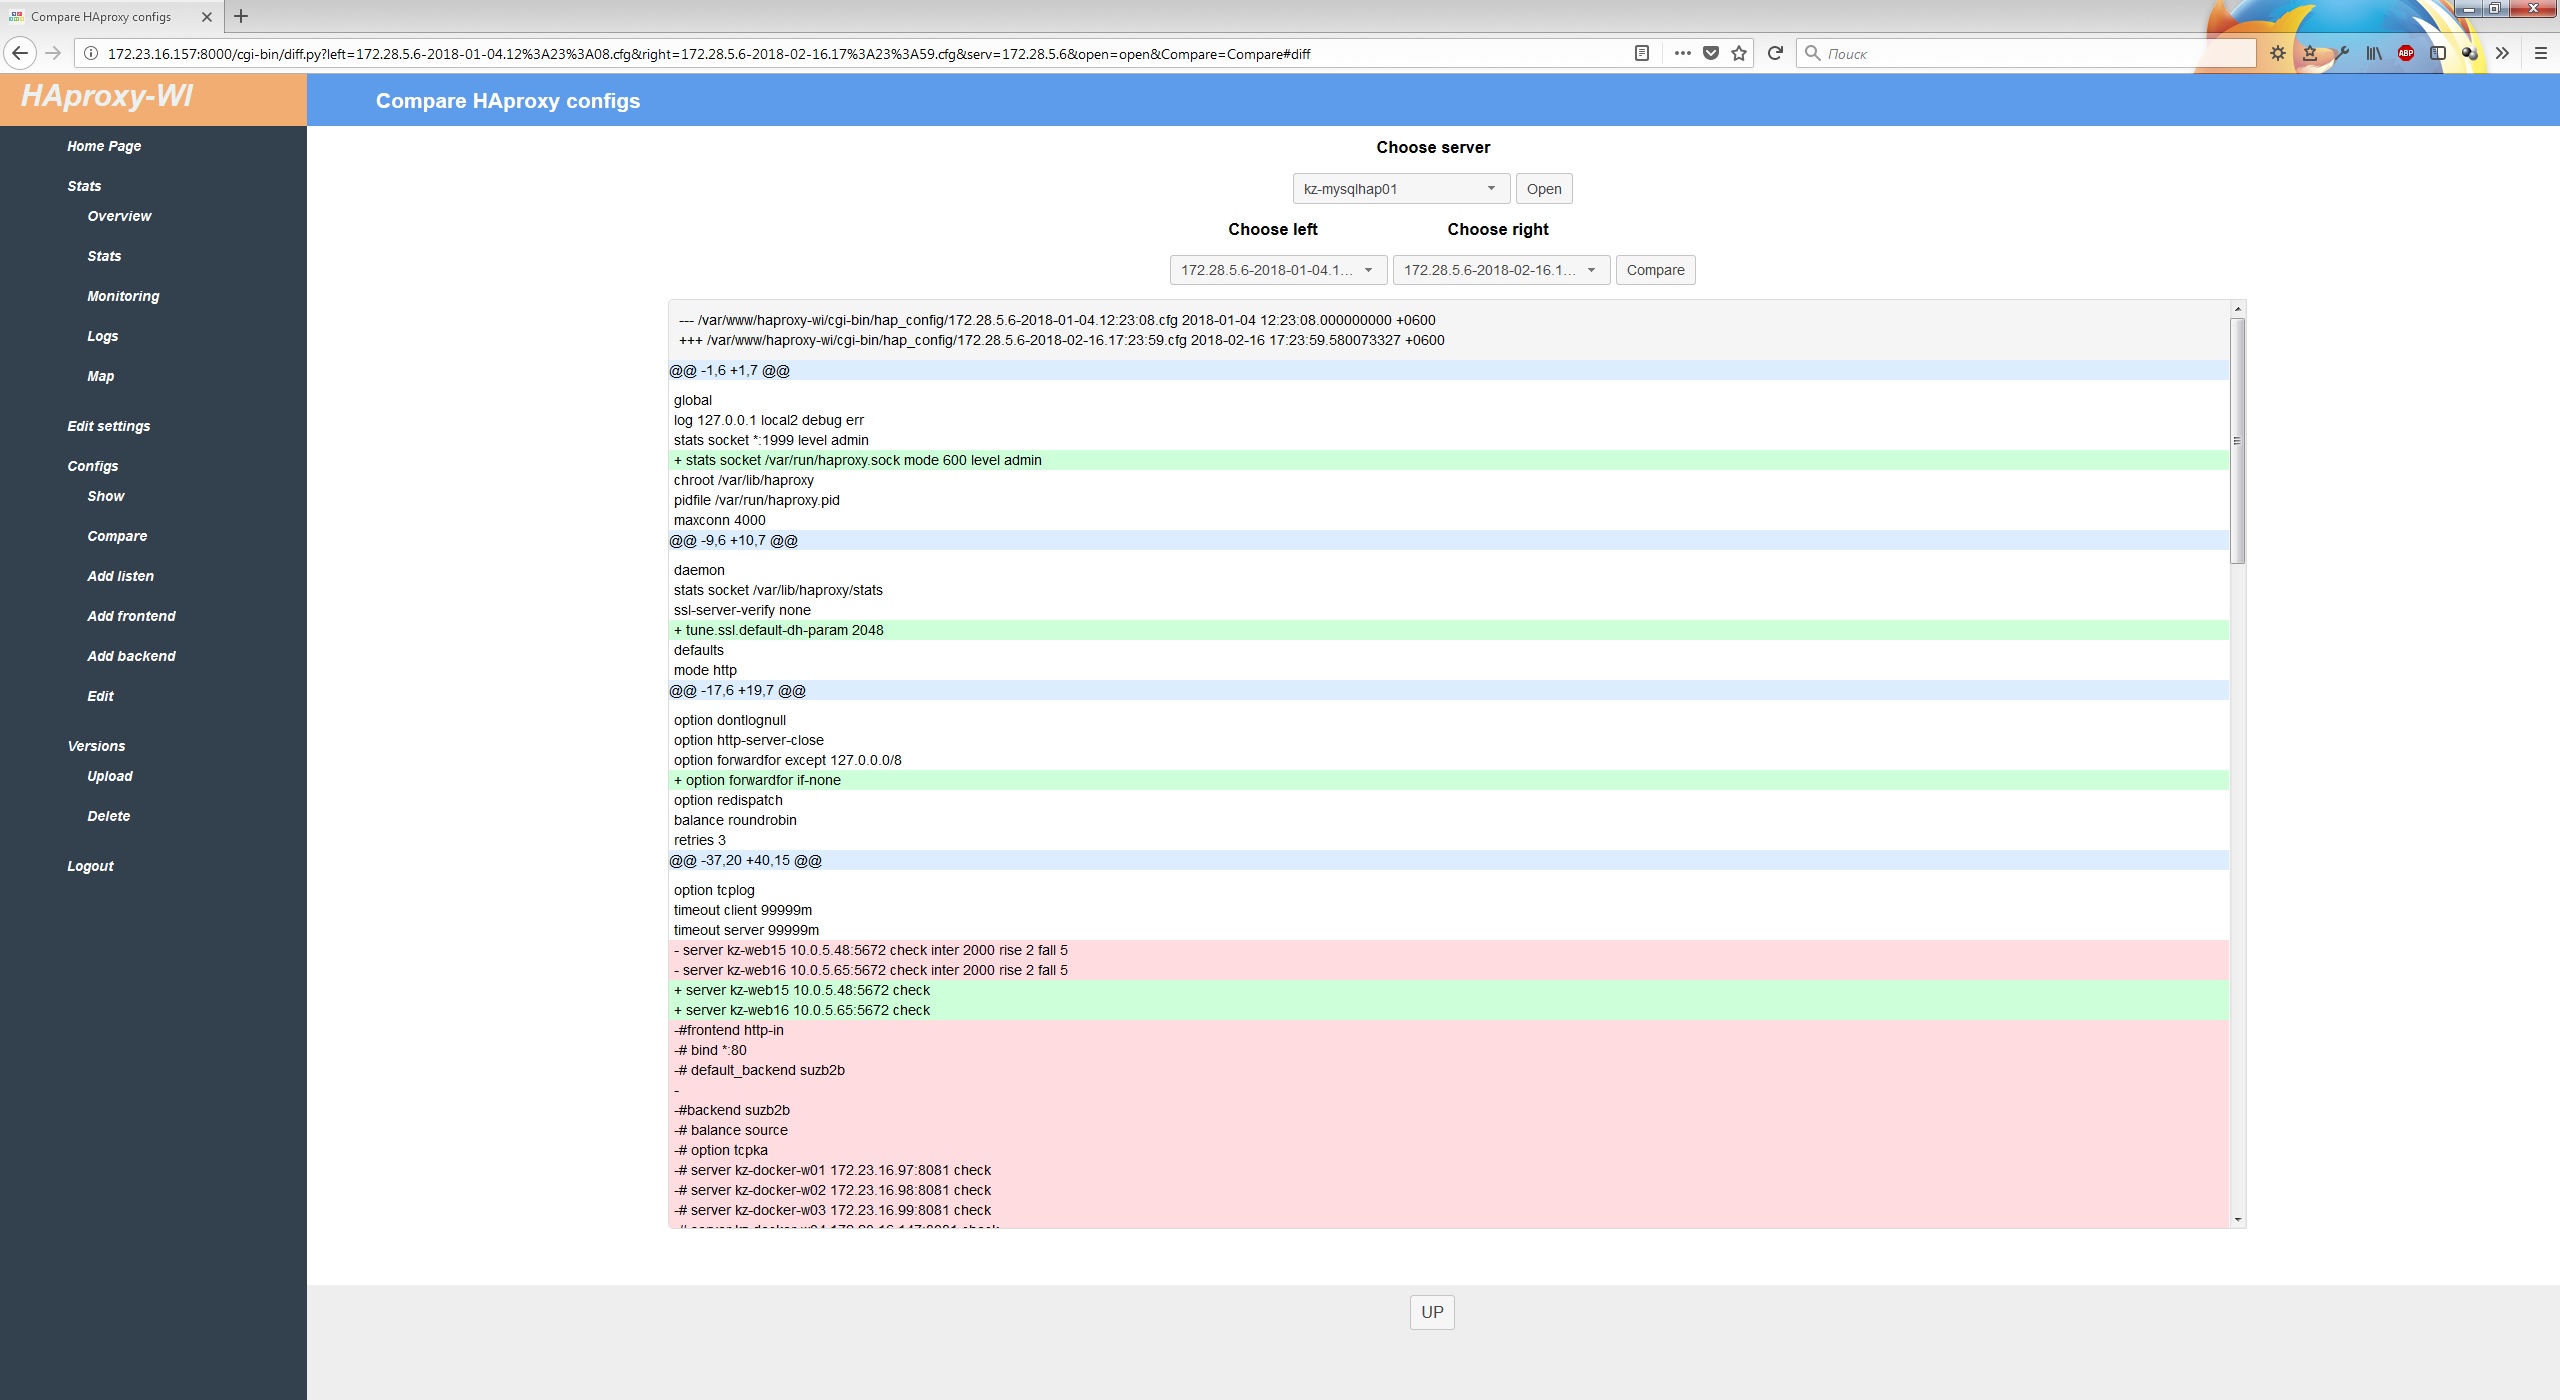 Compare HAproxy configs
172.23.16.157:8000/cgi-bin/diff.py?left=172.28.5.6-2018-01-04.12%3A23%3A08.cfg&right=172.28.5.6-2018-02-16.17%3A23%3A59.cfg&serv=172.28.5.6&open=open&Compare=Compare#diff
Поиск
ABP
HAproxy-WI
Compare HAproxy configs
Home Page
Stats
Overview
Stats
Monitoring
Logs
Map
Edit settings
Configs
Show
Compare
Add listen
Add frontend
Add backend
Edit
Versions
Upload
Delete
Logout
Choose server
kz-mysqlhap01 Open
Choose left Choose right
172.28.5.6-2018-01-04.1... 172.28.5.6-2018-02-16.1... Compare
--- /var/www/haproxy-wi/cgi-bin/hap_config/172.28.5.6-2018-01-04.12:23:08.cfg 2018-01-04 12:23:08.000000000 +0600
+++ /var/www/haproxy-wi/cgi-bin/hap_config/172.28.5.6-2018-02-16.17:23:59.cfg 2018-02-16 17:23:59.580073327 +0600
@@ -1,6 +1,7 @@
global
log 127.0.0.1 local2 debug err
stats socket *:1999 level admin
+ stats socket /var/run/haproxy.sock mode 600 level admin
chroot /var/lib/haproxy
pidfile /var/run/haproxy.pid
maxconn 4000
@@ -9,6 +10,7 @@
daemon
stats socket /var/lib/haproxy/stats
ssl-server-verify none
+ tune.ssl.default-dh-param 2048
defaults
mode http
@@ -17,6 +19,7 @@
option dontlognull
option http-server-close
option forwardfor except 127.0.0.0/8
+ option forwardfor if-none
option redispatch
balance roundrobin
retries 3
@@ -37,20 +40,15 @@
option tcplog
timeout client 99999m
timeout server 99999m
- server kz-web15 10.0.5.48:5672 check inter 2000 rise 2 fall 5
- server kz-web16 10.0.5.65:5672 check inter 2000 rise 2 fall 5
+ server kz-web15 10.0.5.48:5672 check
+ server kz-web16 10.0.5.65:5672 check
-#frontend http-in
-# bind *:80
-# default_backend suzb2b
-
-#backend suzb2b
-# balance source
-# option tcpka
-# server kz-docker-w01 172.23.16.97:8081 check
-# server kz-docker-w02 172.23.16.98:8081 check
-# server kz-docker-w03 172.23.16.99:8081 check
UP